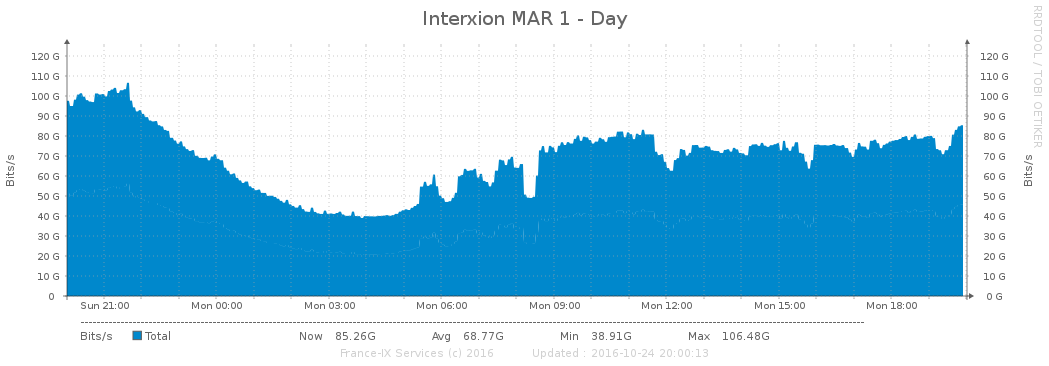 Interxion MAR 1 - Day
RRDTOOL / TOBI OETIKER
Bits/s
120 G 120 G
110 G 110 G
100 G 100 G
90 G 90 G
80 G 80 G
70 G 70 G
60 G 60 G
50 G 50 G
40 G 40 G
30 G 30 G
20 G 20 G
10 G 10 G
0 0 G
Bits/s
Sun 21:00 Mon 00:00 Mon 03:00 Mon 06:00 Mon 09:00 Mon 12:00 Mon 15:00 Mon 18:00
Bits/s Total Now 85.26G Avg 68.77G Min 38.91G Max 106.48G
France-IX Services (c) 2016 Updated : 2016-10-24 20:00:13